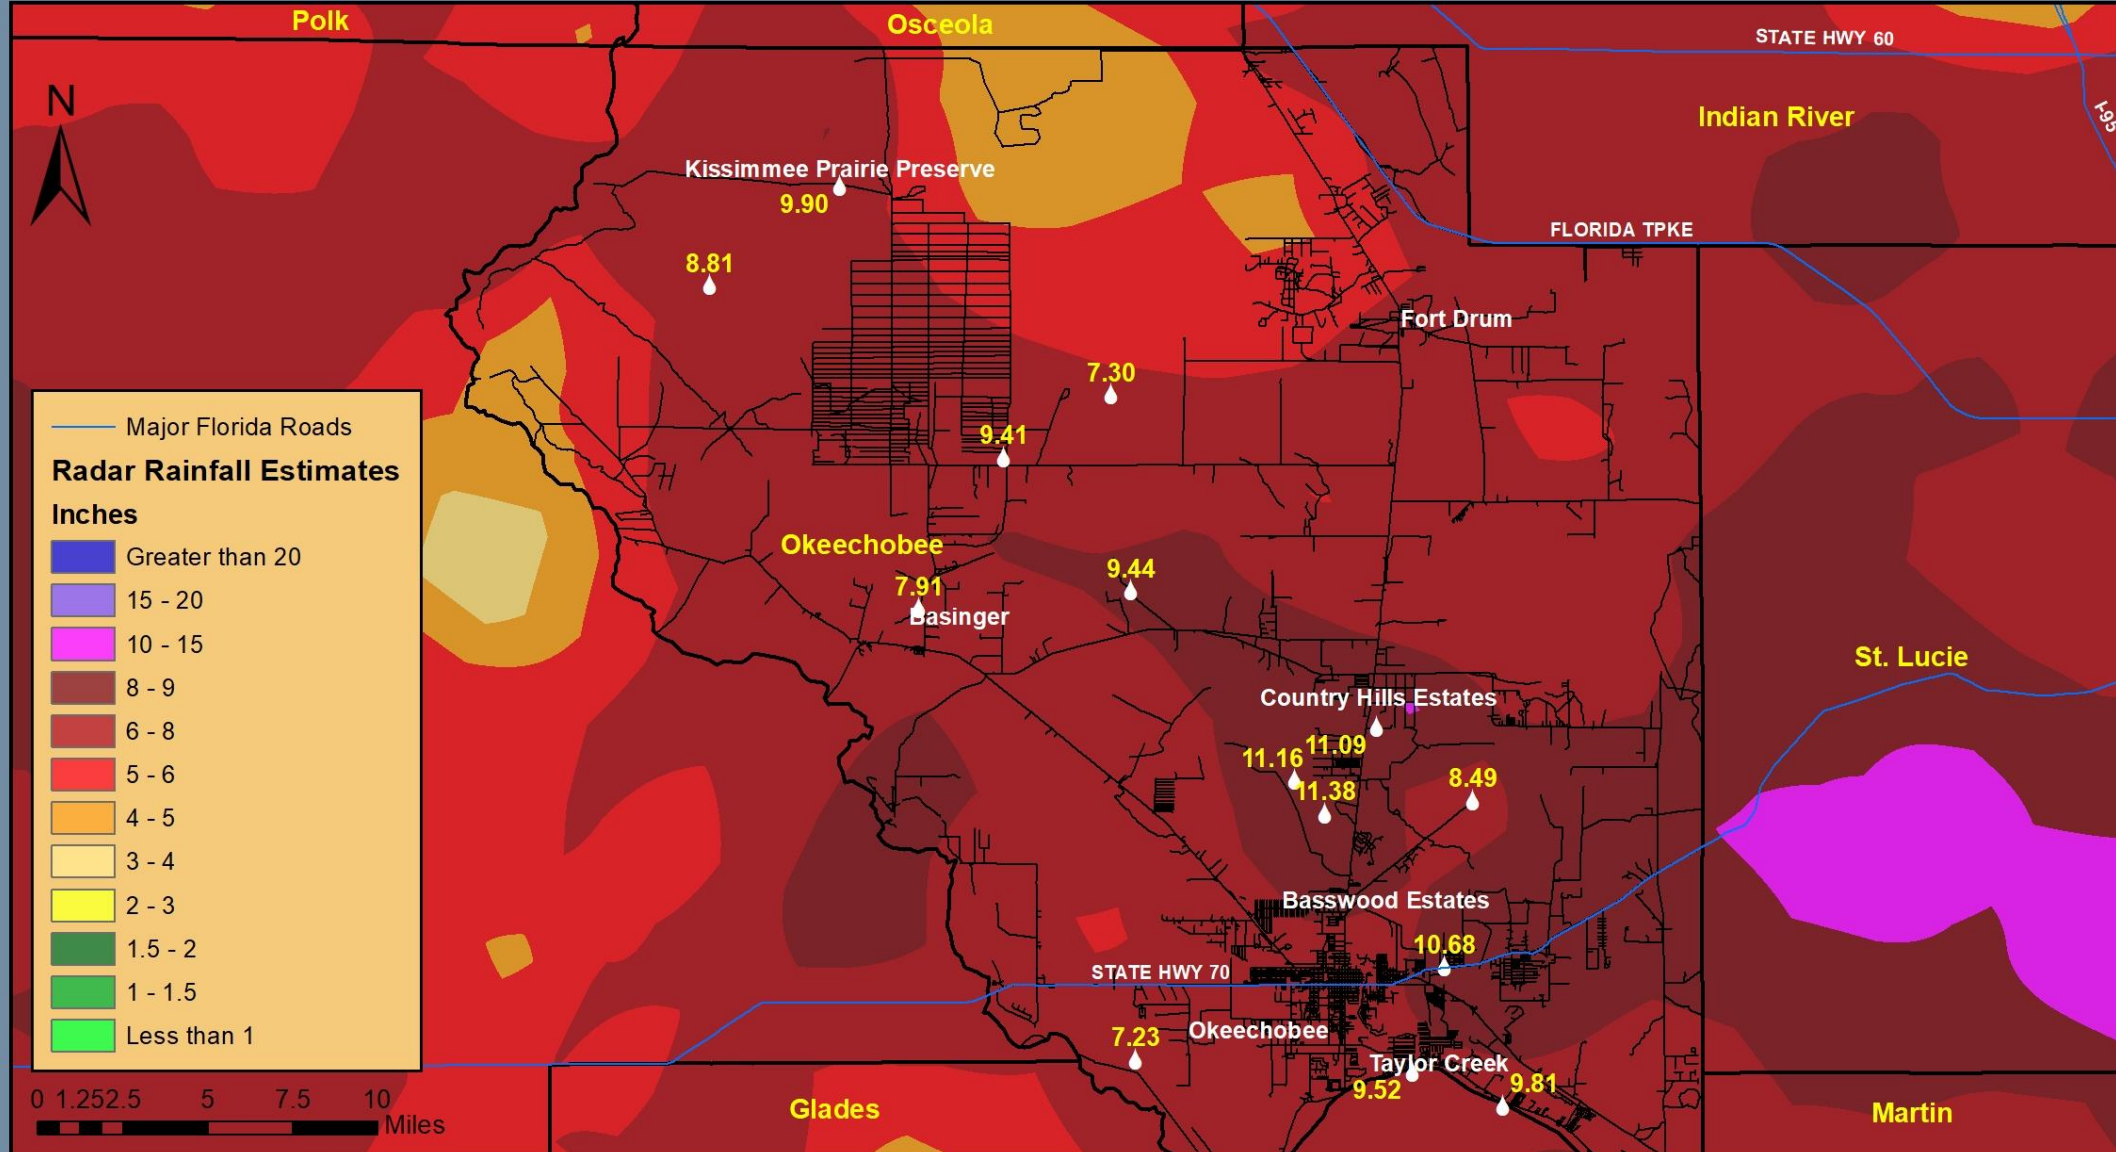 Polk
Osceola
STATE HWY 60
N
I-95
Indian River
Kissimmee Prairie Preserve
9.90
FLORIDA TPKE
8.81
Fort Drum
7.30
9.41
Major Florida Roads
Radar Rainfall Estimates
Inches
Greater than 20
15 - 20
10 - 15
8 - 9
6 - 8
5 - 6
4 - 5
3 - 4
2 - 3
1.5 - 2
1 - 1.5
Less than 1
Okeechobee
9.44
7.91
Basinger
St. Lucie
Country Hills Estates
11.09
11.16
11.38
8.49
Basswood Estates
10.68
STATE HWY 70
Okeechobee
7.23
Taylor Creek
9.52
9.81
0 1.25 2.5 5 7.5 10
Miles
Glades
Martin